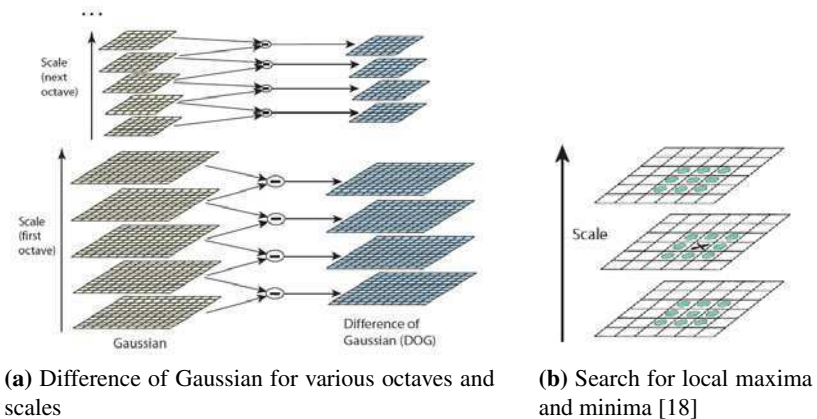 ...
Scale
(next
octave)
Scale
(first
octave)
Gaussian
Difference of
Gaussian (DOG)
Scale
(a) Difference of Gaussian for various octaves and
scales
(b) Search for local maxima
and minima [18]